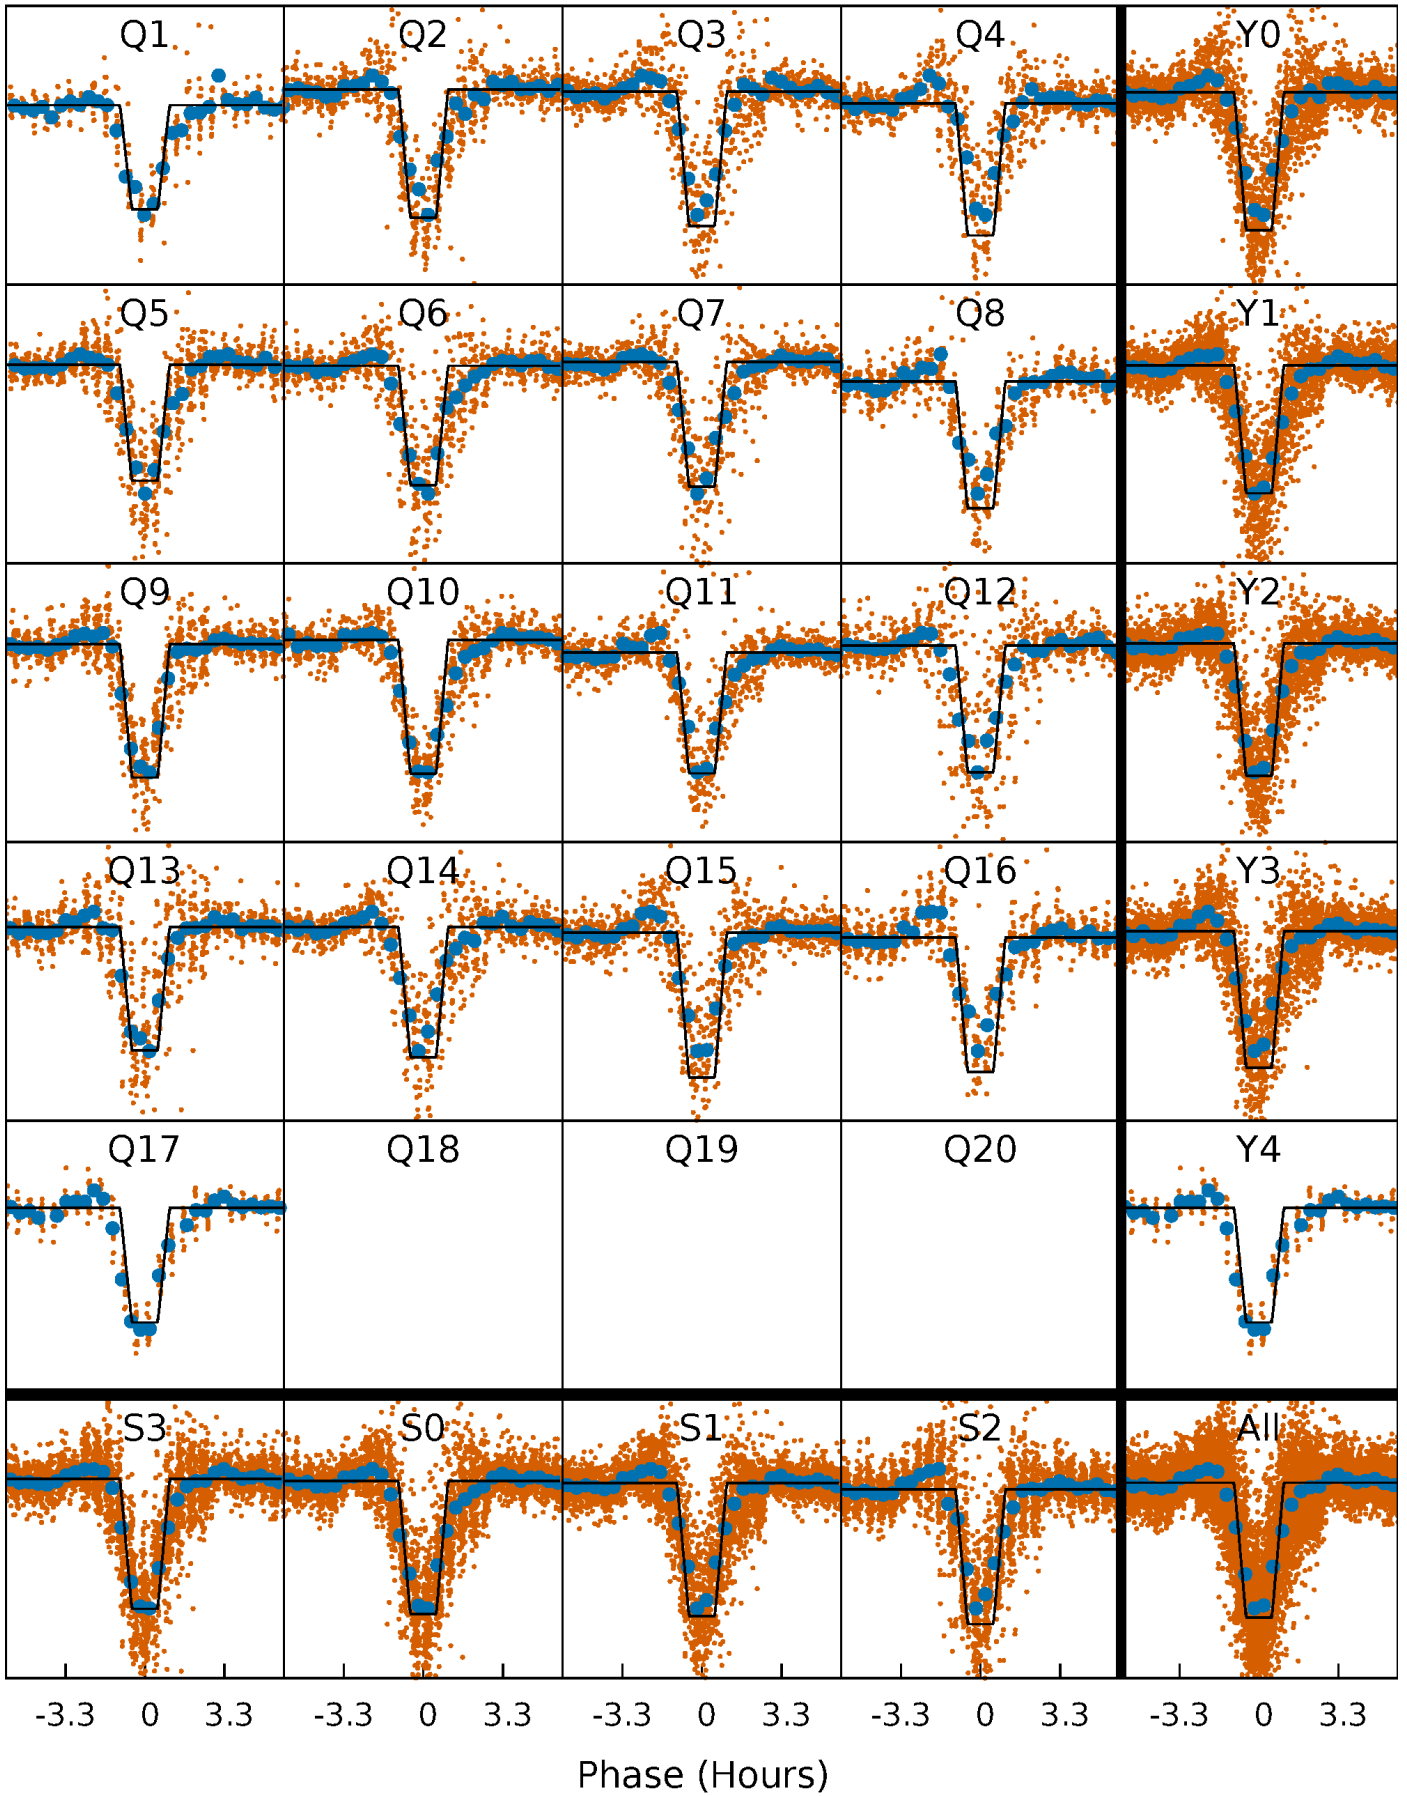 Q1 Q2 Q3 Q4 Y0
Q5 Q6 Q7 Q8 Y1
Q9 Q10 Q11 Q12 Y2
Q13 Q14 Q15 Q16 Y3
Q17 Q18 Q19 Q20 Y4
S3 S0 S1 S2 All
-3.3 0 3.3 -3.3 0 3.3 -3.3 0 3.3 -3.3 0 3.3 -3.3 0 3.3
Phase (Hours)